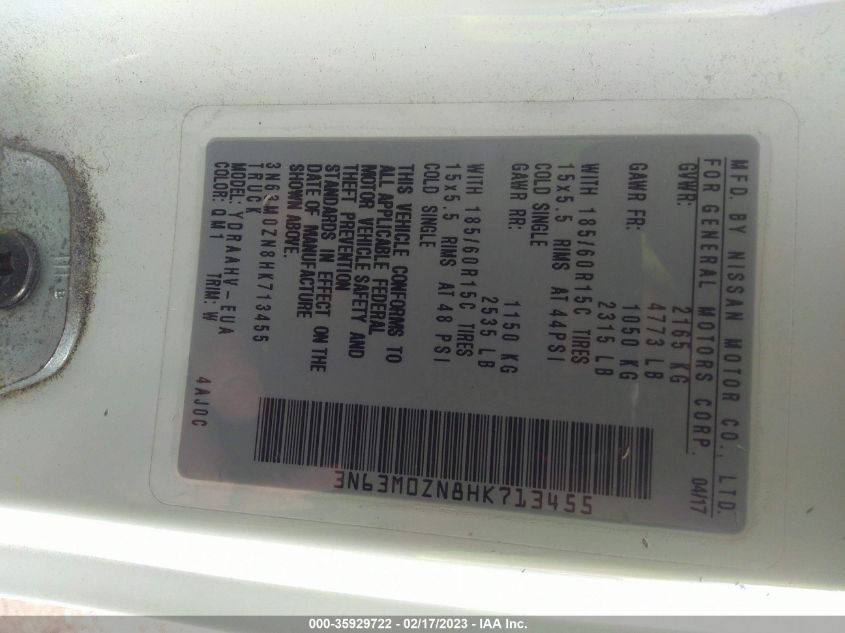 MFD. BY NISSAN MOTOR CO., LTD.
FOR GENERAL MOTORS CORP. 04/17
GVWR: 2165 KG
4773 LB
GAWR FR: 1050 KG
2315 LB
WITH 185/60R15C TIRES
15x5.5 RIMS AT 44PSI
COLD SINGLE
GAWR RR: 1150 KG
2535 LB
WITH 185/60R15C TIRES
15x5.5 RIMS AT 48 PSI
COLD SINGLE
THIS VEHICLE CONFORMS TO
ALL APPLICABLE FEDERAL
MOTOR VEHICLE SAFETY AND
THEFT PREVENTION
STANDARDS IN EFFECT ON THE
DATE OF MANUFACTURE
SHOWN ABOVE.
3N63M0ZN8HK713455
TRUCK
MODEL: YDRAAHV-EUA
COLOR: QM1 TRIM: W
4AJ0C
3N63M0ZN8HK713455
000-35929722 - 02/17/2023 - IAA Inc.